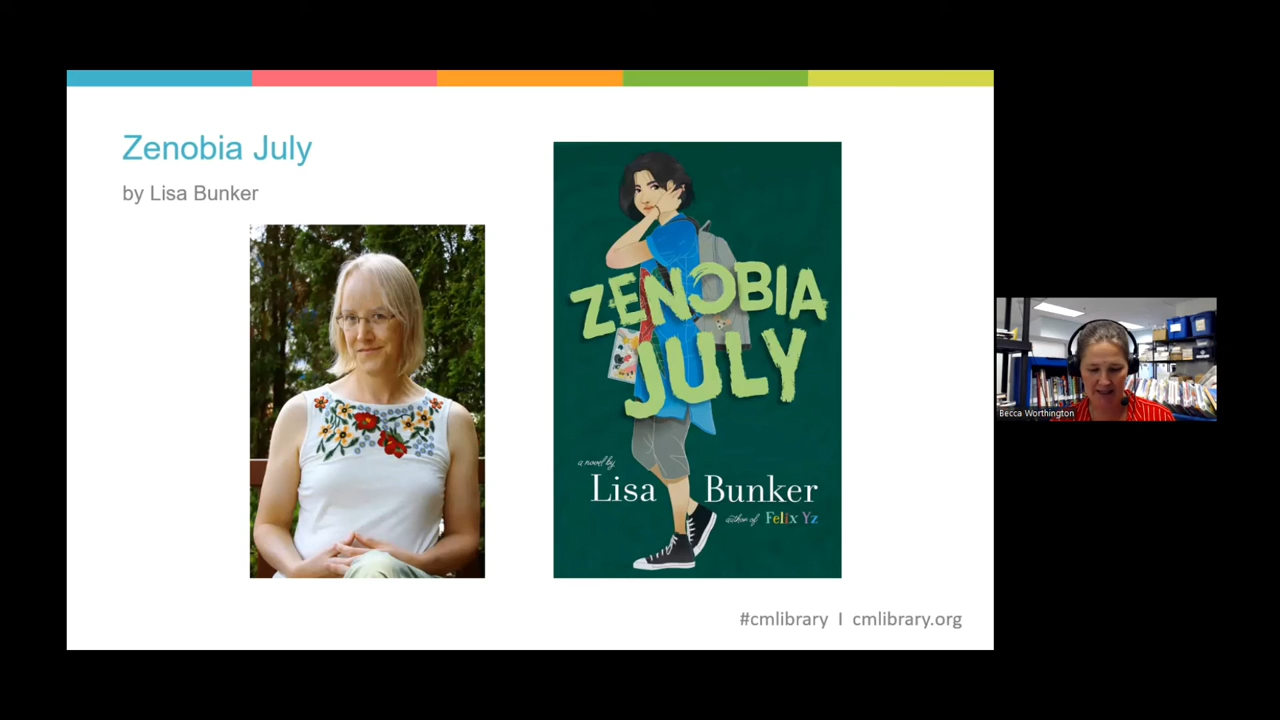 Zenobia July
by Lisa Bunker
ZENOBIA
JULY
a novel by
Lisa Bunker
author of Felix Yz
#cmlibrary I cmlibrary.org
Becca Worthington